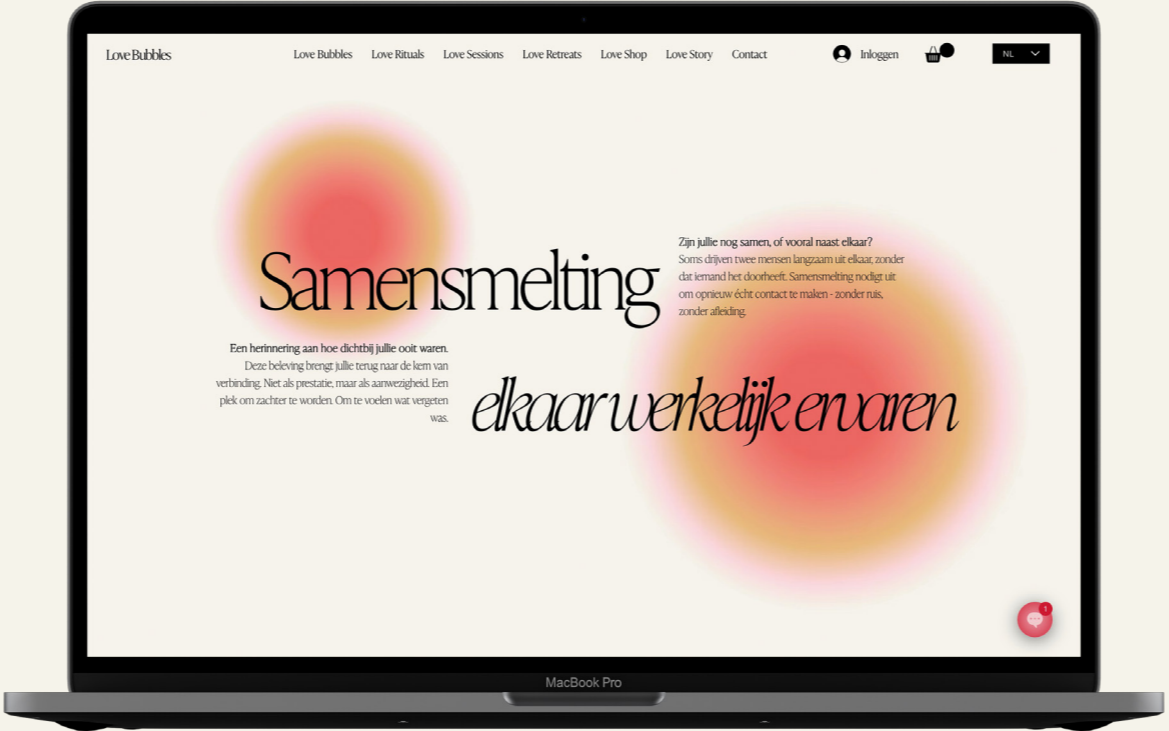 Love Bubbles
Love Bubbles Love Rituals Love Sessions Love Retreats Love Shop Love Story Contact
Inloggen
NL
Samensmelting
Zijn jullie nog samen, of vooral naast elkaar?
Soms drijven twee mensen langzaam uit elkaar, zonder
dat iemand het doorheeft. Samensmelting nodigt uit
om opnieuw écht contact te maken - zonder ruis,
zonder afleiding.
Een herinnering aan hoe dichtbij jullie ooit waren.
Deze beleving brengt jullie terug naar de kern van
verbinding. Niet als prestatie, maar als aanwezigheid. Een
plek om zachter te worden. Om te voelen wat vergeten
was.
elkaar werkelijk ervaren
1
MacBook Pro